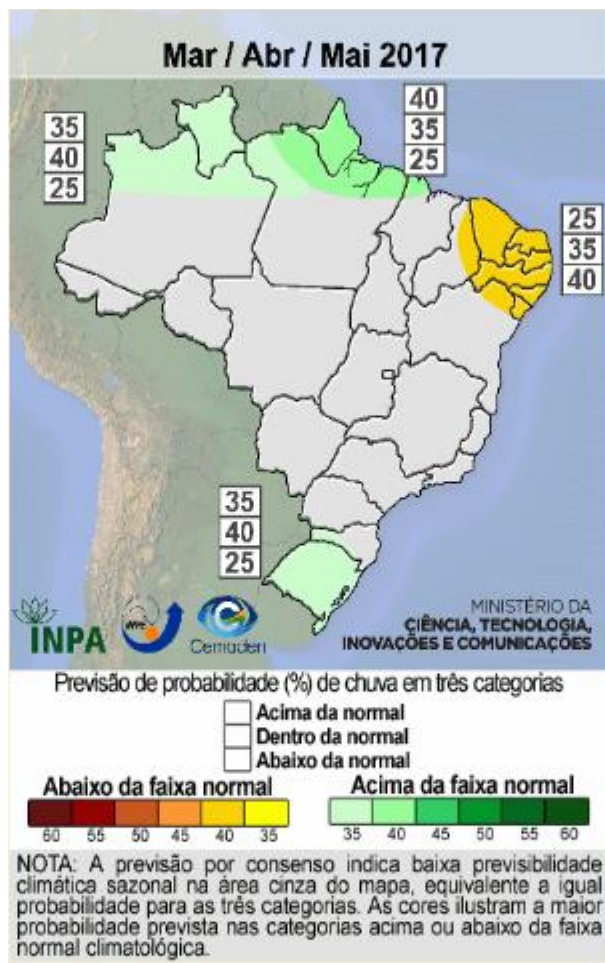 Mar / Abr / Mai 2017
35
40
25
40
35
25
25
35
40
35
40
25
INPA
Cemaden
MINISTÉRIO DA
CIÊNCIA, TECNOLOGIA,
INOVAÇÕES E COMUNICAÇÕES
Previsão de probabilidade (%) de chuva em três categorias
Acima da normal
Dentro da normal
Abaixo da normal
Abaixo da faixa normal
60 55 50 45 40 35
Acima da faixa normal
35 40 45 50 55 60
NOTA: A previsão por consenso indica baixa previsibilidade
climática sazonal na área cinza do mapa, equivalente a igual
probabilidade para as três categorias. As cores ilustram a maior
probabilidade prevista nas categorias acima ou abaixo da faixa
normal climatológica.